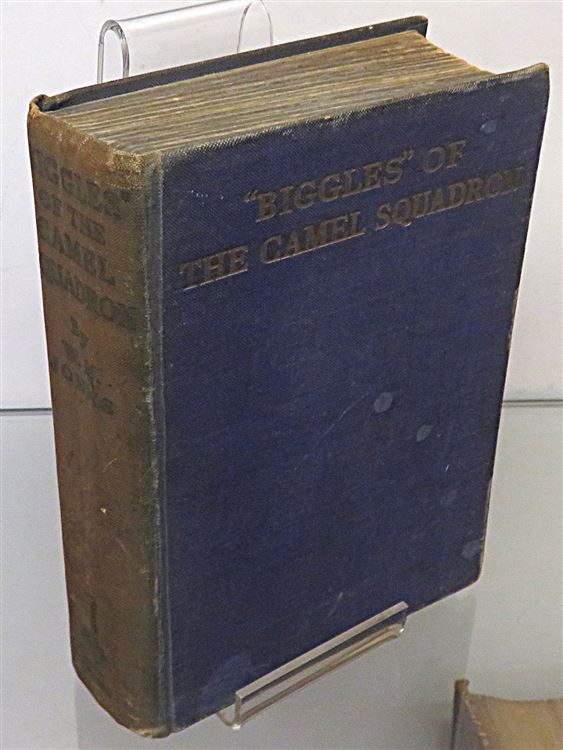 "BIGGLES" OF
THE CAMEL SQUADRON
BIGGLES"
OF THE
CAMEL
SQUADRON
By
W. E.
JOHNS